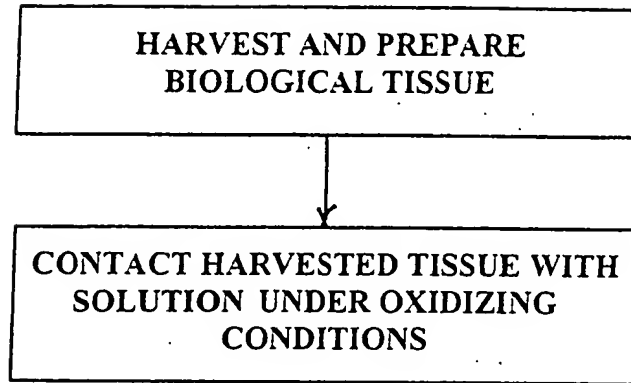 HARVEST AND PREPARE
BIOLOGICAL TISSUE
CONTACT HARVESTED TISSUE WITH
SOLUTION UNDER OXIDIZING
CONDITIONS